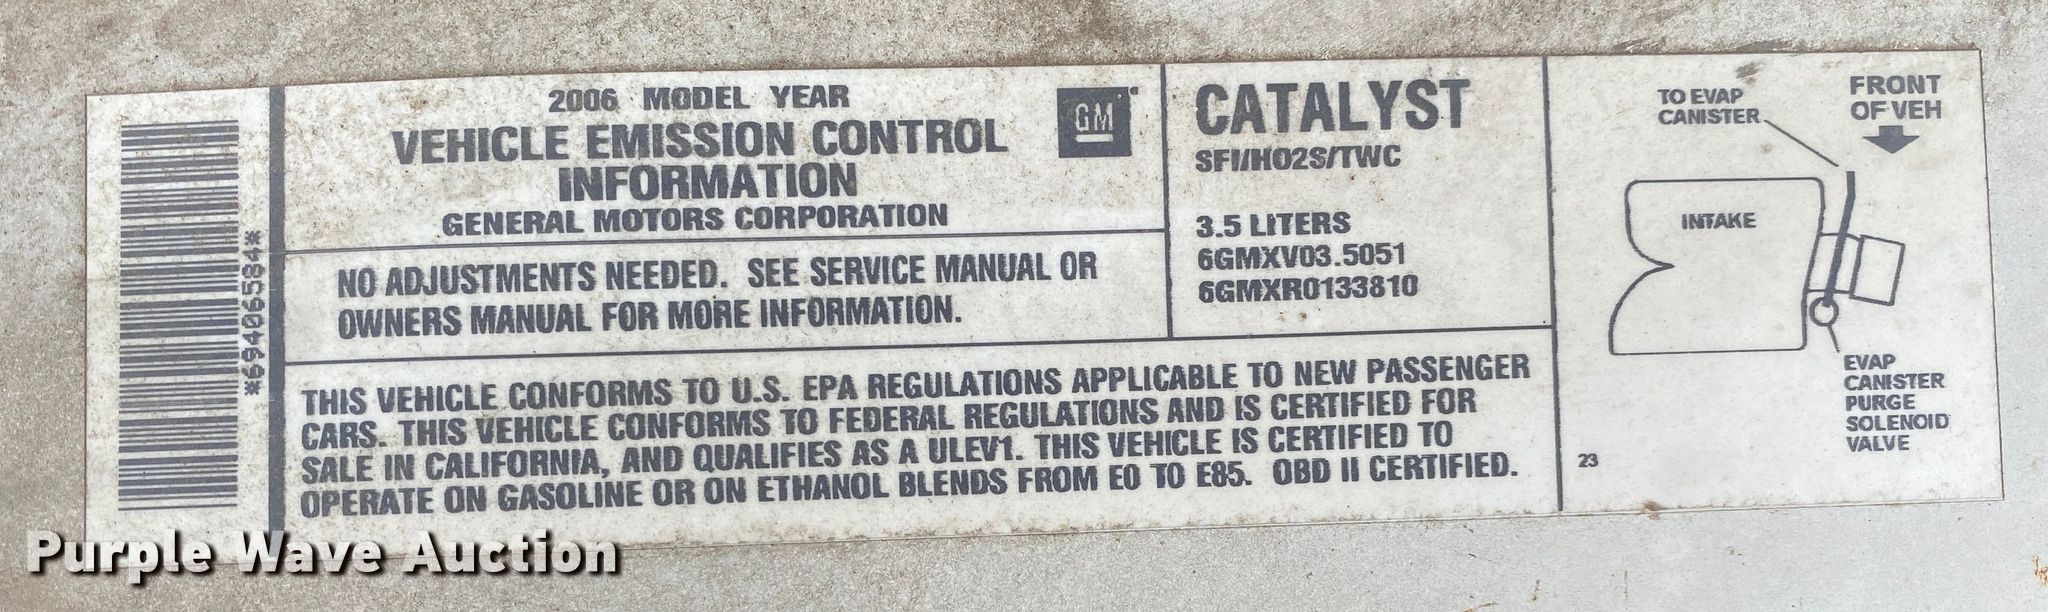 *69406584*
2006 MODEL YEAR
VEHICLE EMISSION CONTROL
INFORMATION
GENERAL MOTORS CORPORATION
GM
NO ADJUSTMENTS NEEDED. SEE SERVICE MANUAL OR
OWNERS MANUAL FOR MORE INFORMATION.
CATALYST
SFI/HO2S/TWC
3.5 LITERS
6GMXV03.5051
6GMXR0133810
THIS VEHICLE CONFORMS TO U.S. EPA REGULATIONS APPLICABLE TO NEW PASSENGER
CARS. THIS VEHICLE CONFORMS TO FEDERAL REGULATIONS AND IS CERTIFIED FOR
SALE IN CALIFORNIA, AND QUALIFIES AS A ULEV1. THIS VEHICLE IS CERTIFIED TO
OPERATE ON GASOLINE OR ON ETHANOL BLENDS FROM E0 TO E85. OBD II CERTIFIED.
TO EVAP
CANISTER
FRONT
OF VEH
INTAKE
EVAP
CANISTER
PURGE
SOLENOID
VALVE
23
Purple Wave Auction